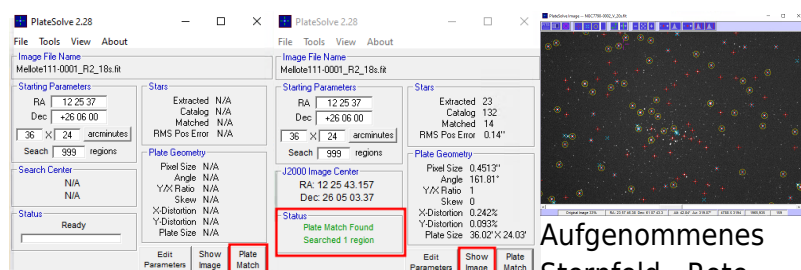 PlateSolve 2.28
File Tools View About
Image File Name
Mellote111-0001_R2_18s.fit
Starting Parameters
RA 12 25 37
Dec +26 06 00
36 X 24 arcminutes
Seach 999 regions
Search Center
N/A
N/A
Status
Ready
Stars
Extracted N/A
Catalog N/A
Matched N/A
RMS Pos Error N/A
Plate Geometry
Pixel Size N/A
Angle N/A
Y/X Ratio N/A
Skew N/A
X-Distortion N/A
Y-Distortion N/A
Plate Size N/A
Edit Parameters
Show Image
Plate Match
PlateSolve 2.28
File Tools View About
Image File Name
Mellote111-0001_R2_18s.fit
Starting Parameters
RA 12 25 37
Dec +26 06 00
36 X 24 arcminutes
Seach 999 regions
J2000 Image Center
RA: 12 25 43.157
Dec: 26 05 03.37
Status
Plate Match Found
Searched 1 region
Stars
Extracted 23
Catalog 132
Matched 14
RMS Pos Error 0.14"
Plate Geometry
Pixel Size 0.4513"
Angle 161.81°
Y/X Ratio 1
Skew 0
X-Distortion 0.242%
Y-Distortion 0.093%
Plate Size 36.02' X 24.03'
Edit Parameters
Show Image
Plate Match
Aufgenommenes
Sternfeld. Rote